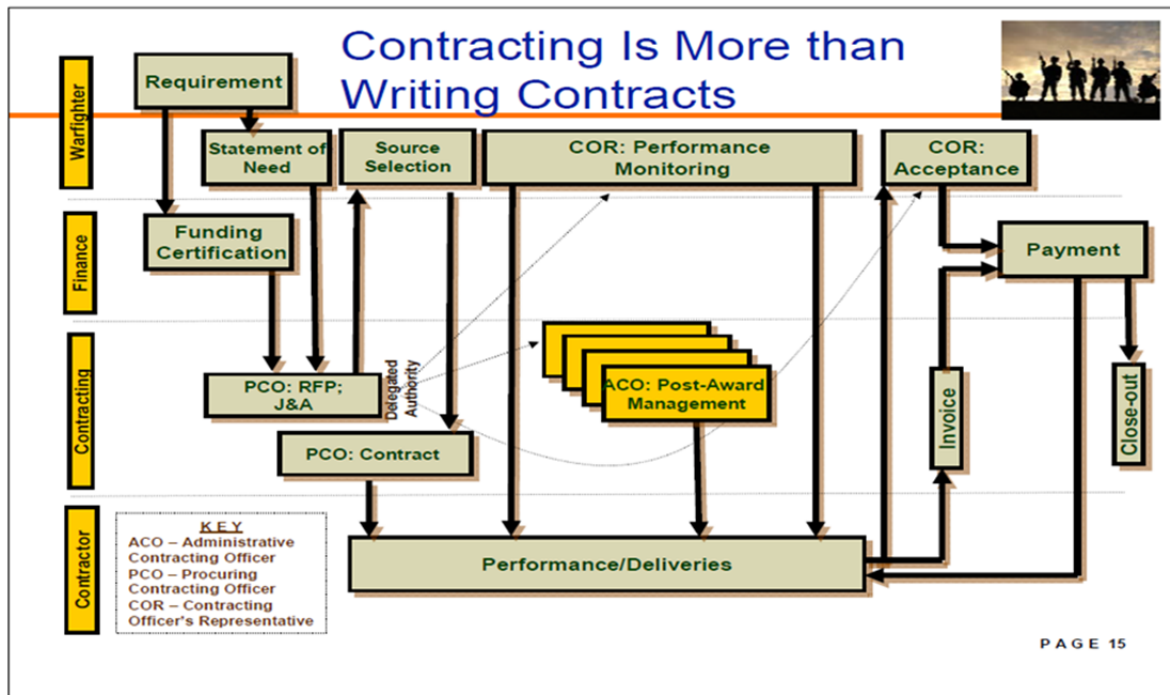 Contracting Is More than
Writing Contracts
Warfighter
Requirement
Statement of
Need
Source
Selection
COR: Performance
Monitoring
COR:
Acceptance
Finance
Funding
Certification
Payment
Contracting
PCO: RFP;
J&A
Delegated
Authority
ACO: Post-Award
Management
PCO: Contract
Invoice
Close-out
Contractor
KEY
ACO – Administrative
Contracting Officer
PCO – Procuring
Contracting Officer
COR – Contracting
Officer's Representative
Performance/Deliveries
PAGE 15